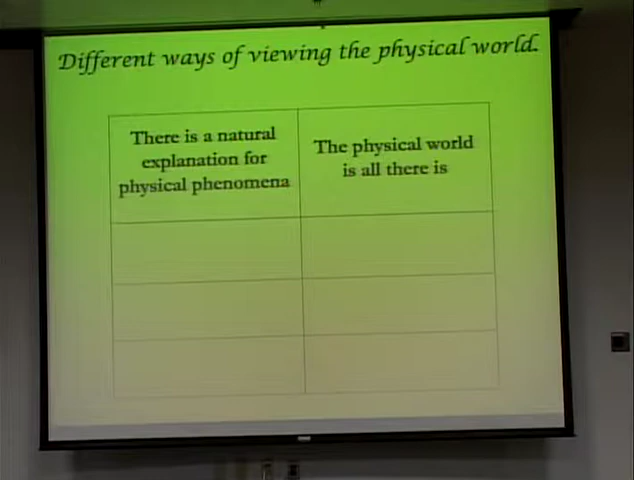 Different ways of viewing the physical world.
There is a natural
explanation for
physical phenomena
The physical world
is all there is